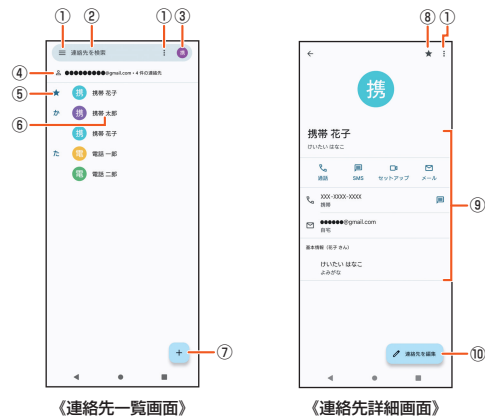 ① ② ① ③
連絡先を検索 携
④ ●●●●●●●●●@gmail.com・4 件の連絡先
⑤ ★ 携 携帯 花子
か 携 携帯 太郎
⑥
携 携帯 花子
た 電 電話 一郎
電 電話 二郎
+ ⑦
《連絡先一覧画面》
⑧ ①
← ★
携
携帯 花子
けいたい はなこ
通話 SMS セットアップ メール
XXX-XXXX-XXXX
携帯
⑨
●●●●●●@gmail.com
自宅
基本情報（花子 さん）
けいたい はなこ
よみがな
連絡先を編集 ⑩
《連絡先詳細画面》